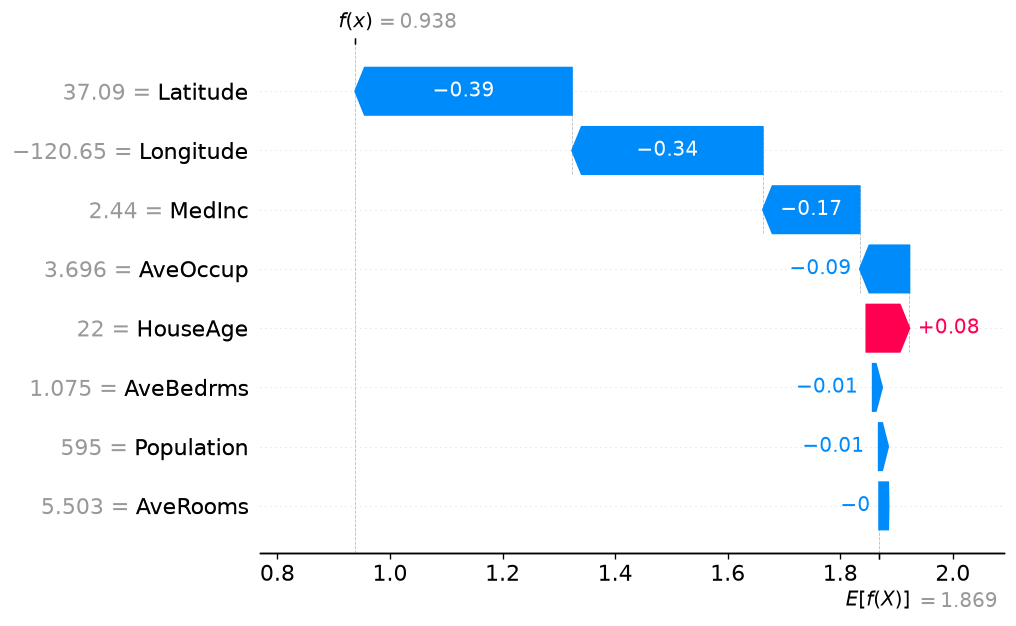 f(x) = 0.938
37.09 = Latitude −0.39
−120.65 = Longitude −0.34
2.44 = MedInc −0.17
3.696 = AveOccup −0.09
22 = HouseAge +0.08
1.075 = AveBedrms −0.01
595 = Population −0.01
5.503 = AveRooms −0
0.8 1.0 1.2 1.4 1.6 1.8 2.0
E[f(X)] = 1.869